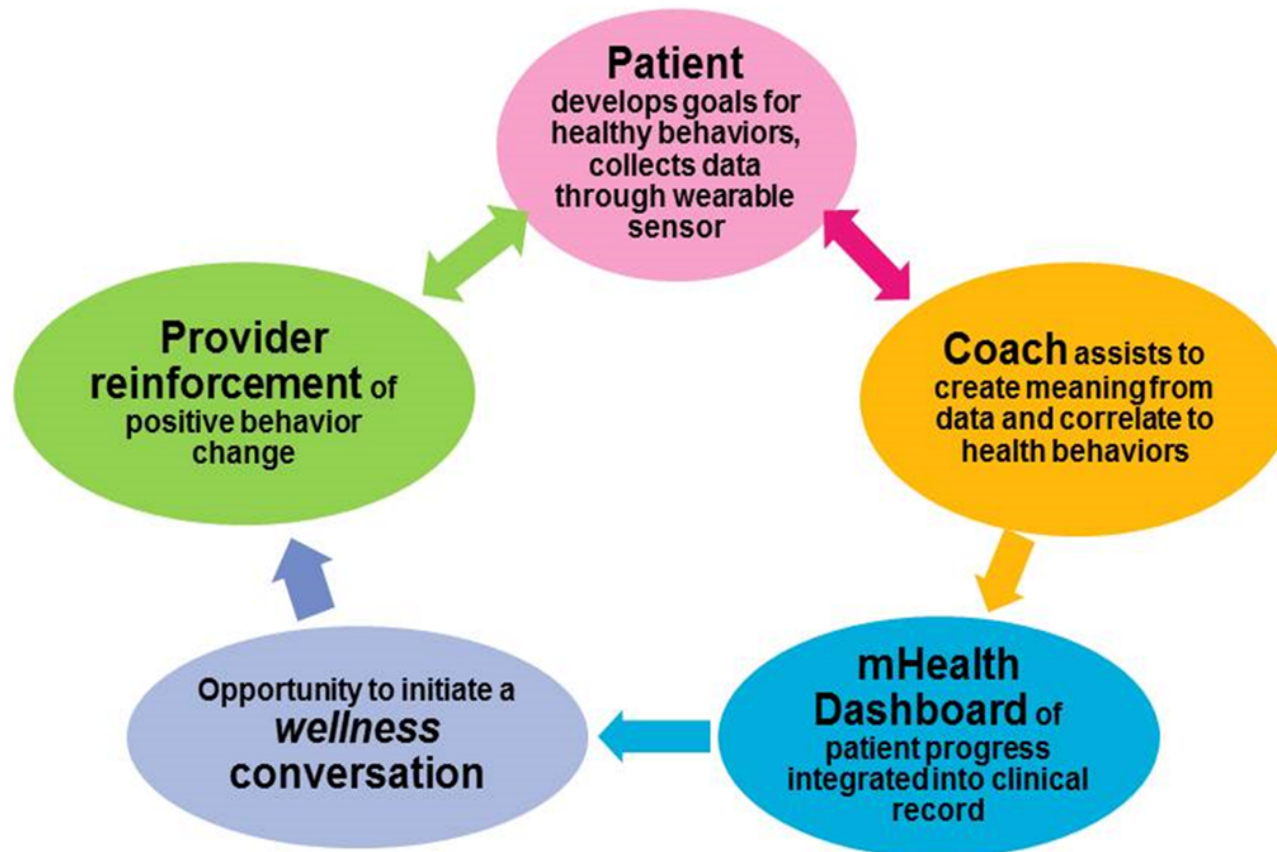 Patient
develops goals for
healthy behaviors,
collects data
through wearable
sensor
Coach assists to
create meaning from
data and correlate to
health behaviors
mHealth
Dashboard of
patient progress
integrated into clinical
record
Opportunity to initiate a
wellness
conversation
Provider
reinforcement of
positive behavior
change